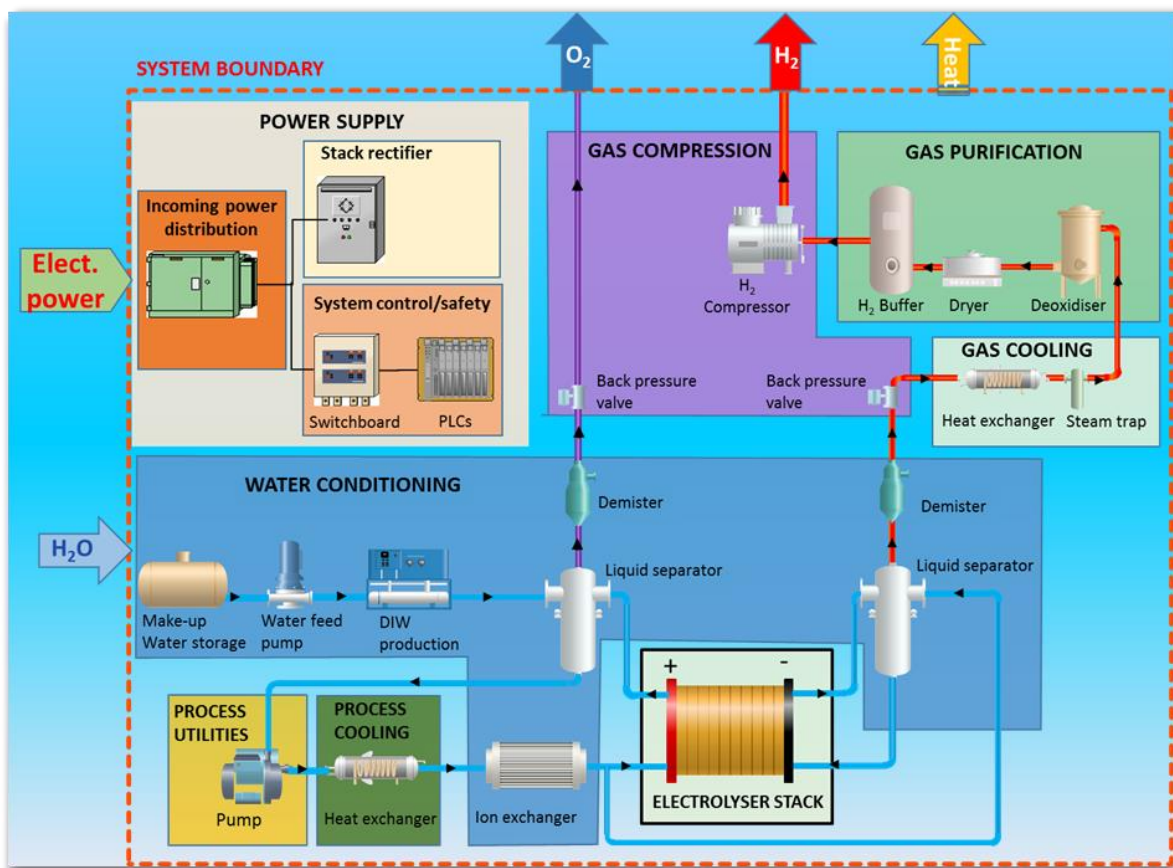 O₂
H₂
Heat
SYSTEM BOUNDARY
POWER SUPPLY
Stack rectifier
Incoming power
distribution
Elect.
power
System control/safety
Switchboard
PLCs
GAS COMPRESSION
H₂
Compressor
Back pressure
valve
Back pressure
valve
GAS PURIFICATION
H₂ Buffer
Dryer
Deoxidiser
GAS COOLING
Heat exchanger
Steam trap
WATER CONDITIONING
Demister
Demister
H₂O
Liquid separator
Liquid separator
Make-up
Water storage
Water feed
pump
DIW
production
+
-
PROCESS
UTILITIES
Pump
PROCESS
COOLING
Heat exchanger
Ion exchanger
ELECTROLYSER STACK